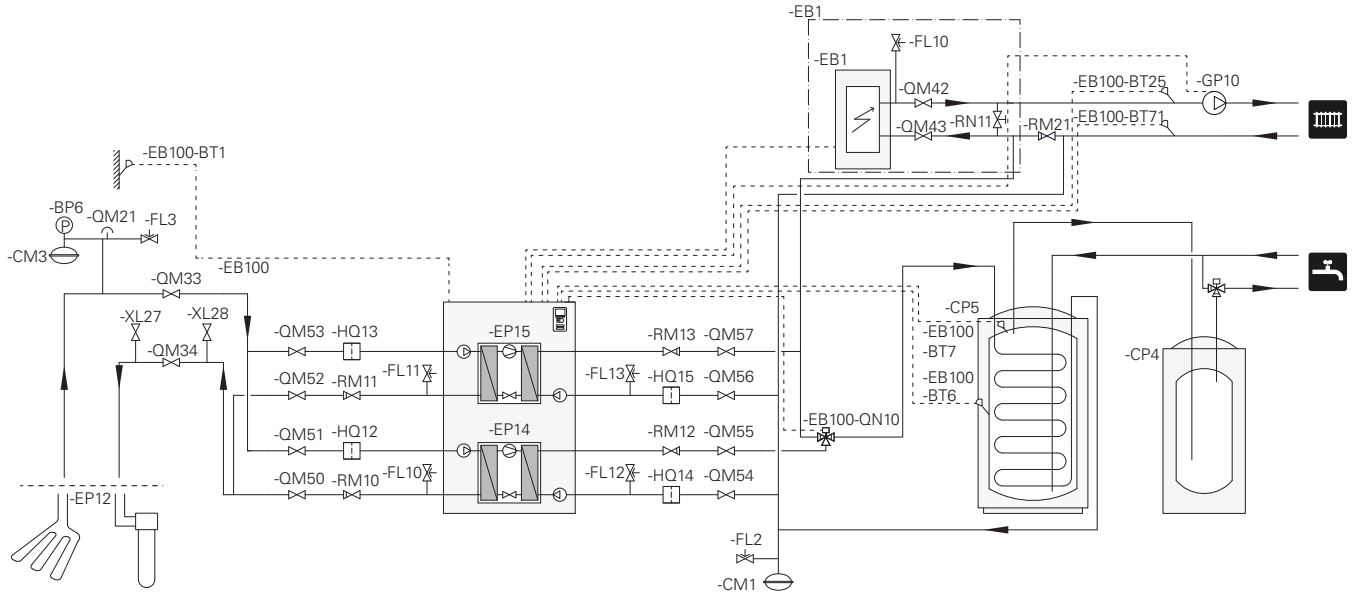 -EB1
-FL10
-EB1
-QM42
-EB100-BT25
-GP10
-QM43
-RN11
-RM21
-EB100-BT71
-EB100-BT1
-BP6
P
-QM21
-FL3
-CM3
-QM33
-EB100
-XL27
-XL28
-QM34
-QM53
-HQ13
-EP15
-RM13
-QM57
-CP5
-EB100
-BT7
-EB100
-BT6
-CP4
-QM52
-RM11
-FL11
-FL13
-HQ15
-QM56
-EB100-QN10
-QM51
-HQ12
-EP14
-RM12
-QM55
-QM50
-RM10
-FL10
-FL12
-HQ14
-QM54
-EP12
-FL2
-CM1